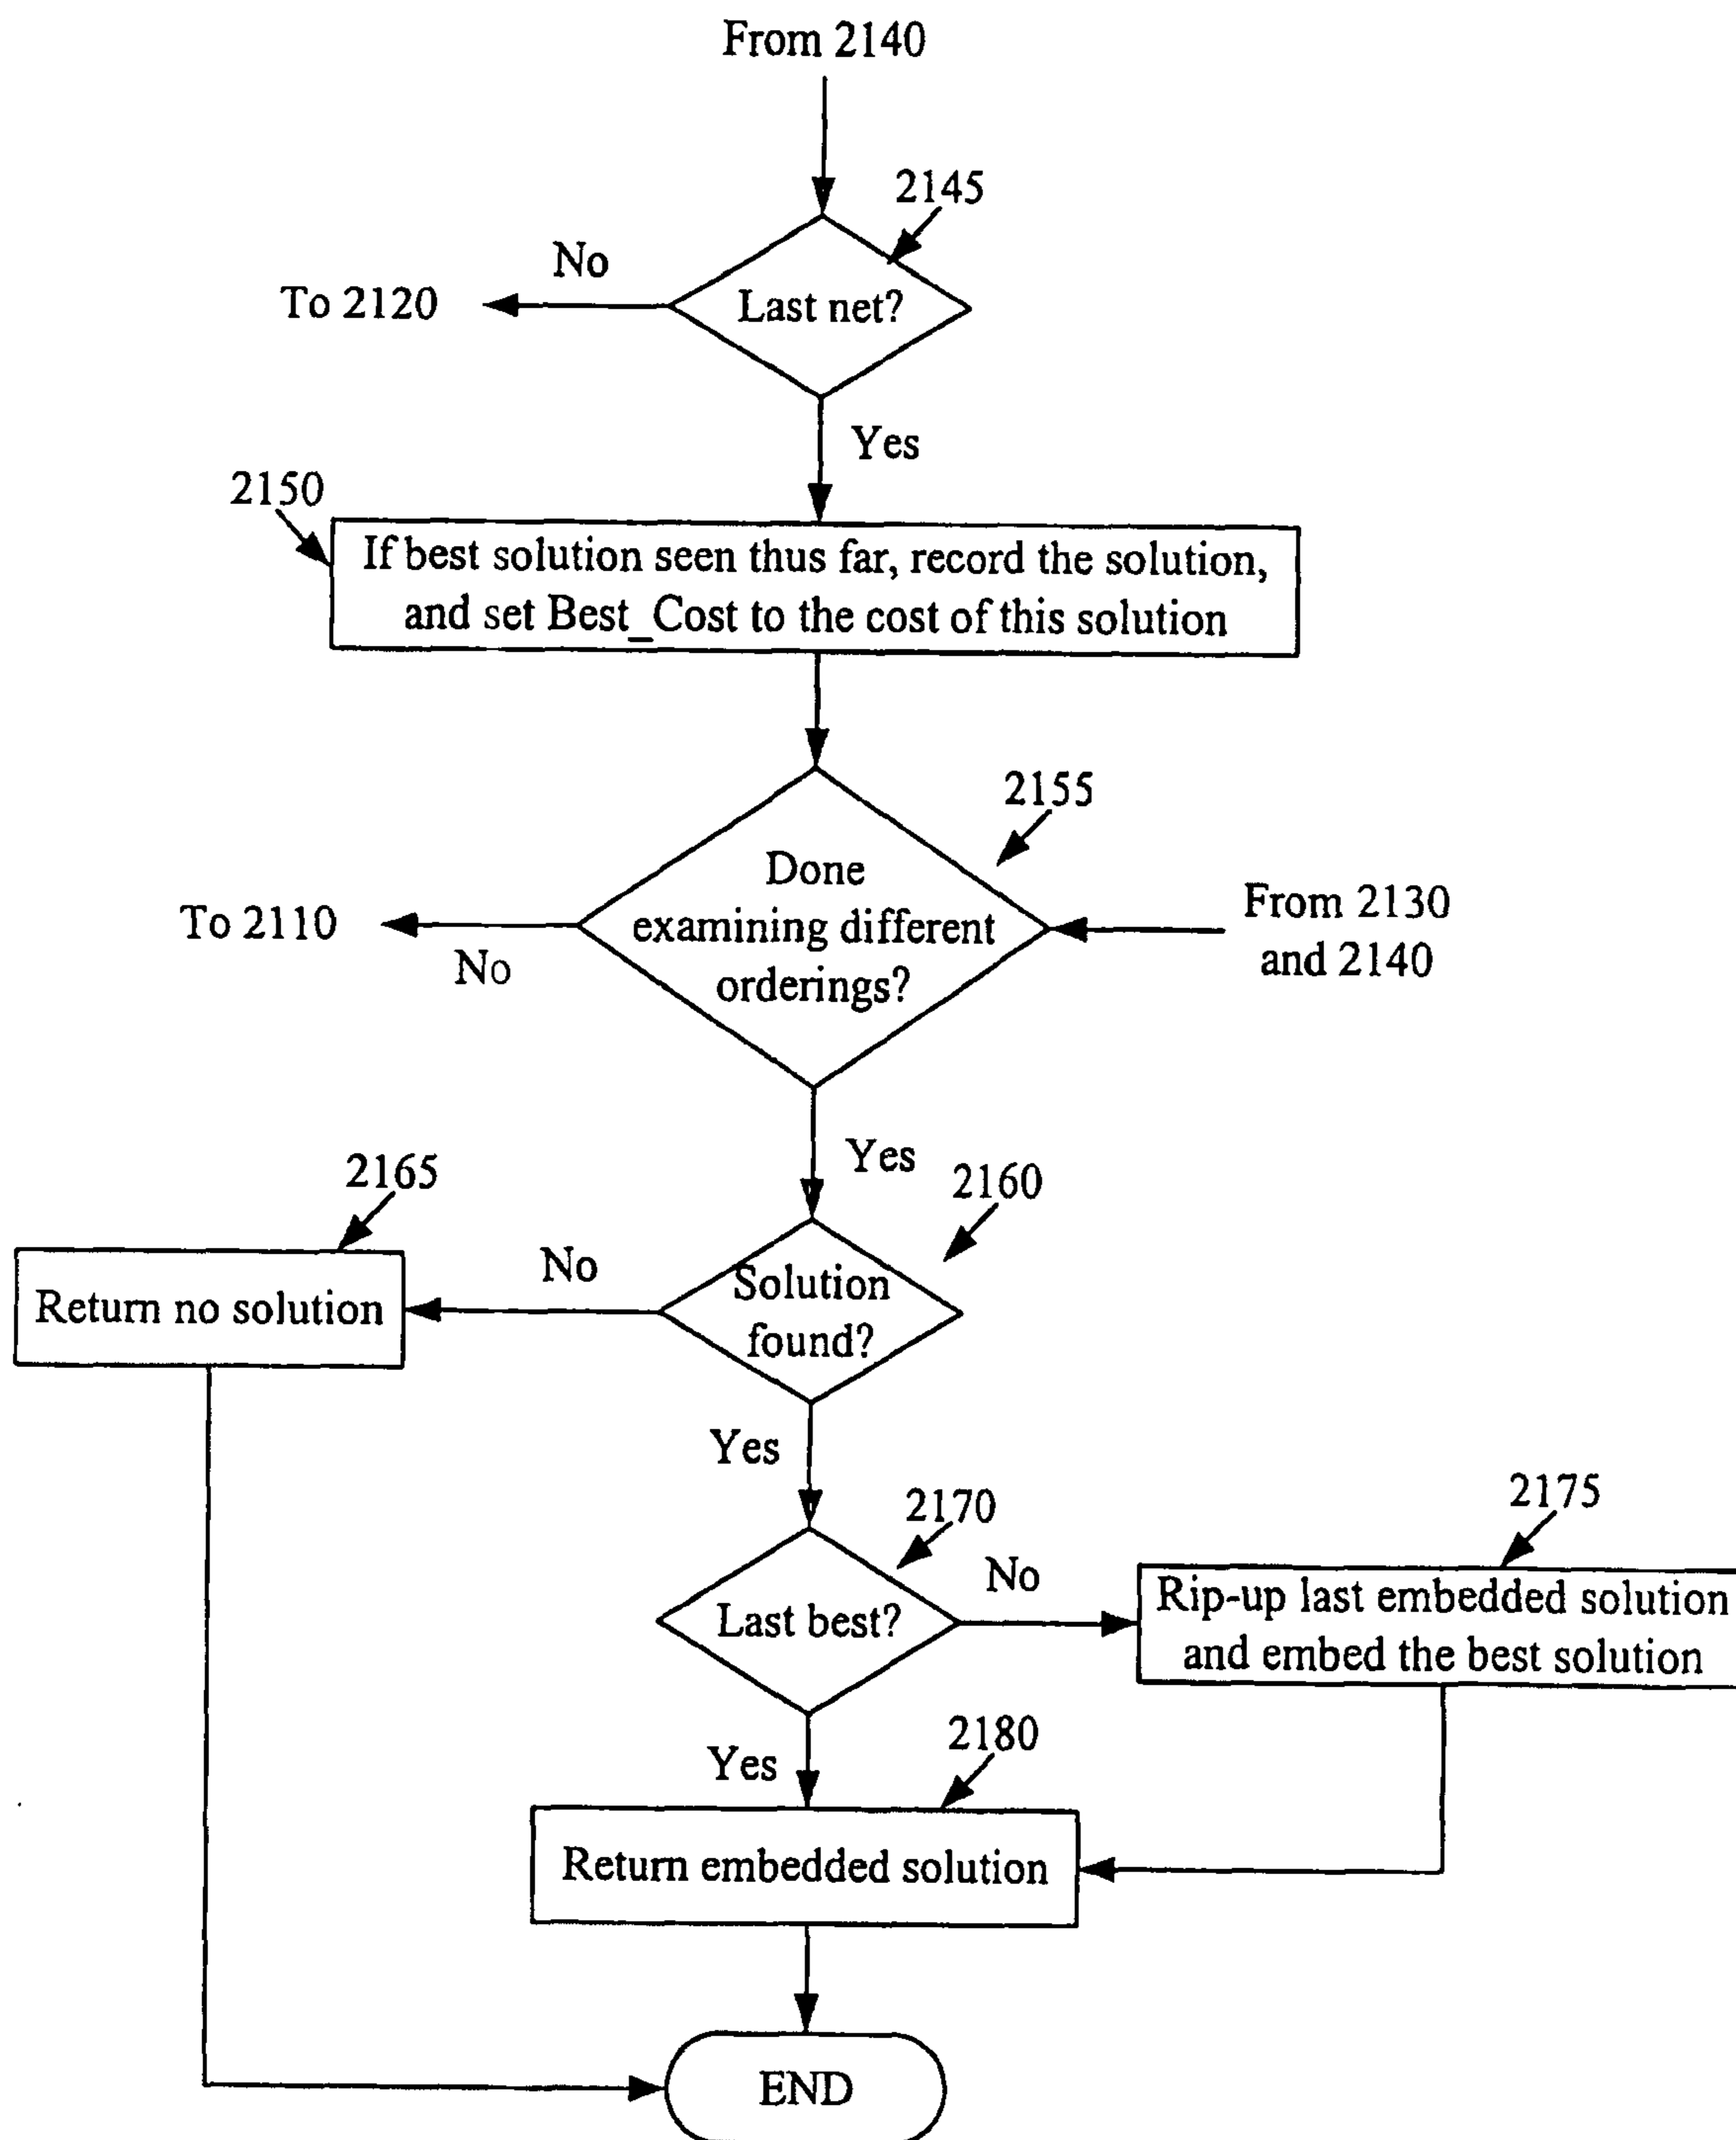 From 2140
2145
No
To 2120
Last net?
Yes
2150
If best solution seen thus far, record the solution,
and set Best_Cost to the cost of this solution
2155
Done
examining different
orderings?
To 2110
No
From 2130
and 2140
Yes
2165
2160
Return no solution
No
Solution
found?
Yes
2170
2175
Last best?
No
Rip-up last embedded solution
and embed the best solution
2180
Yes
Return embedded solution
END